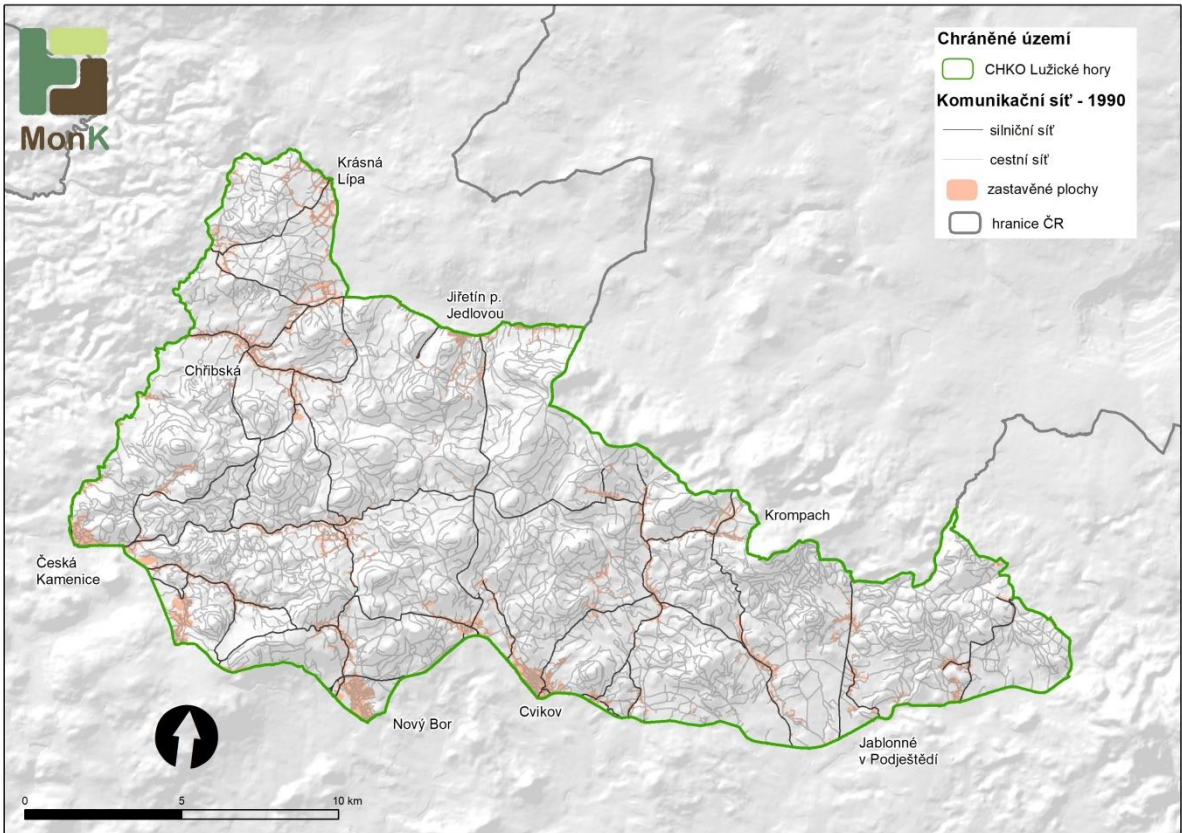 MonK
Chráněné území
CHKO Lužické hory
Komunikační síť - 1990
silniční síť
cestní síť
zastavěné plochy
hranice ČR
Krásná
Lípa
Jiřetín p.
Jedlovou
Chřibská
Krompach
Česká
Kamenice
Nový Bor
Cvikov
Jablonné
v Podještědí
0 5 10 km